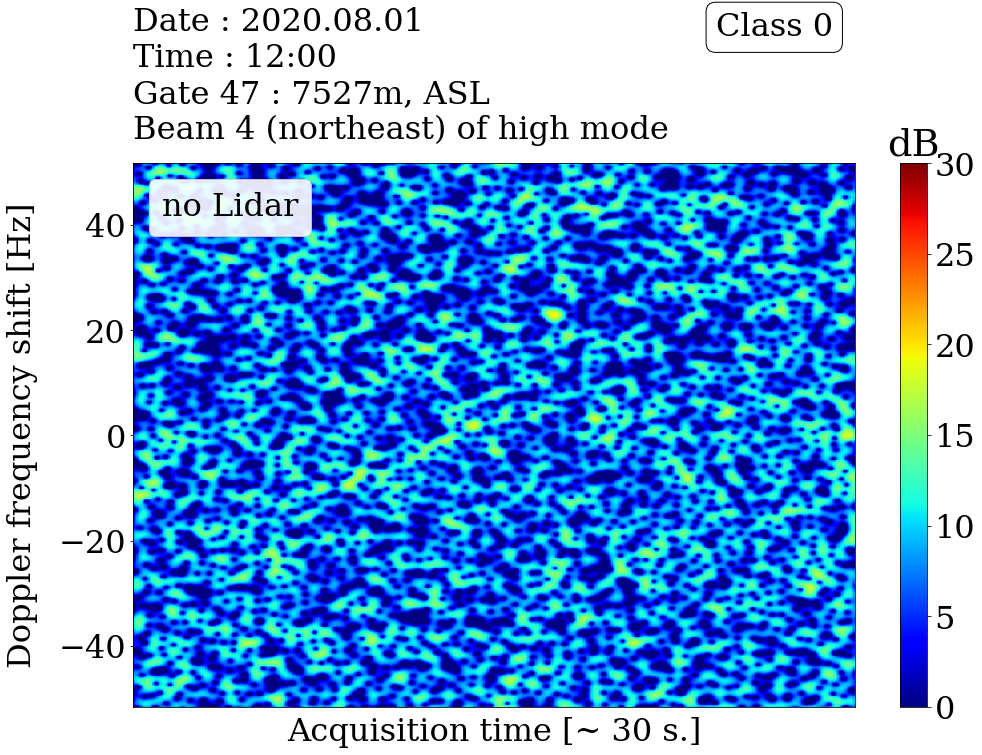 Date : 2020.08.01
Time : 12:00
Gate 47 : 7527m, ASL
Beam 4 (northeast) of high mode
Class 0
dB
no Lidar
Doppler frequency shift [Hz]
40
20
0
−20
−40
30
25
20
15
10
5
0
Acquisition time [~ 30 s.]